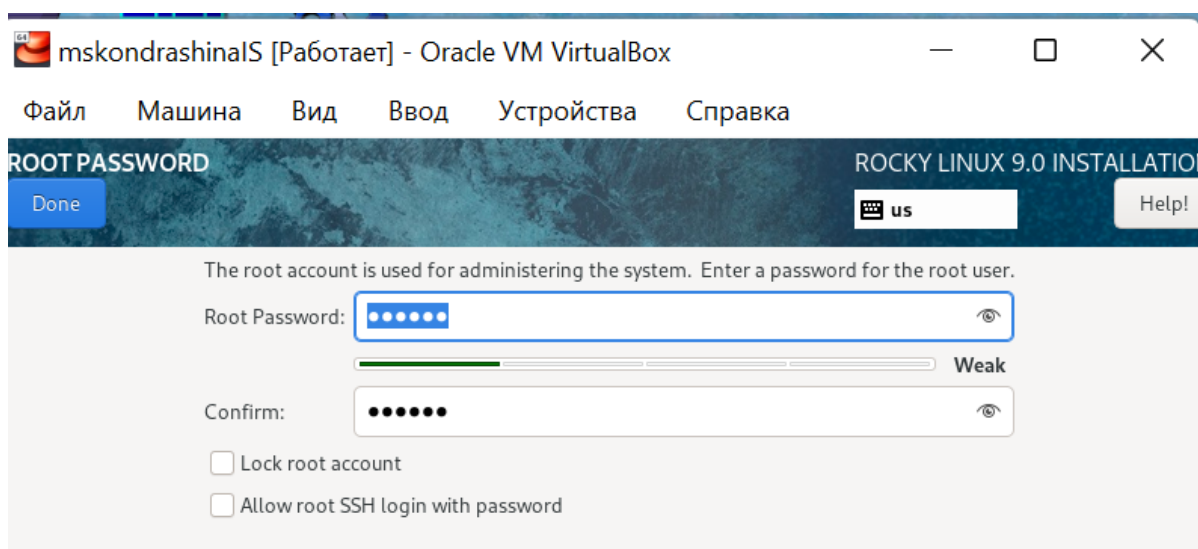 mskondrashinaIS [Работает] - Oracle VM VirtualBox
Файл Машина Вид Ввод Устройства Справка
ROOT PASSWORD
ROCKY LINUX 9.0 INSTALLATIO
Done
us
Help!
The root account is used for administering the system. Enter a password for the root user.
Root Password: ••••••
Weak
Confirm: ••••••
Lock root account
Allow root SSH login with password